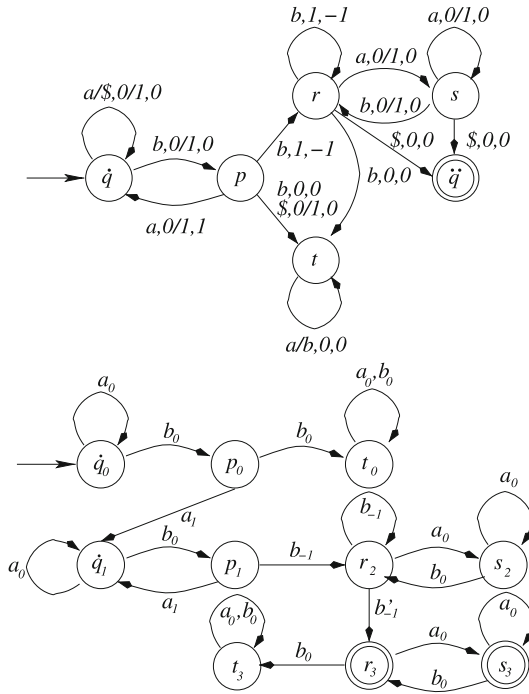 b,1,−1
a,0/1,0
a,0/1,0
r
s
a/$,0/1,0
b,0/1,0
b,0/1,0
$,0,0
$,0,0
q̇
p
q̈
b,1,−1
b,0,0
$,0/1,0
b,0,0
a,0/1,1
t
a/b,0,0
a₀
a₀,b₀
b₀
b₀
q̇₀
p₀
t₀
a₁
b₋₁
a₀
b₀
b₋₁
a₀
a₀
q̇₁
p₁
r₂
s₂
a₁
b₀
b'₋₁
a₀,b₀
a₀
b₀
a₀
t₃
r₃
s₃
b₀